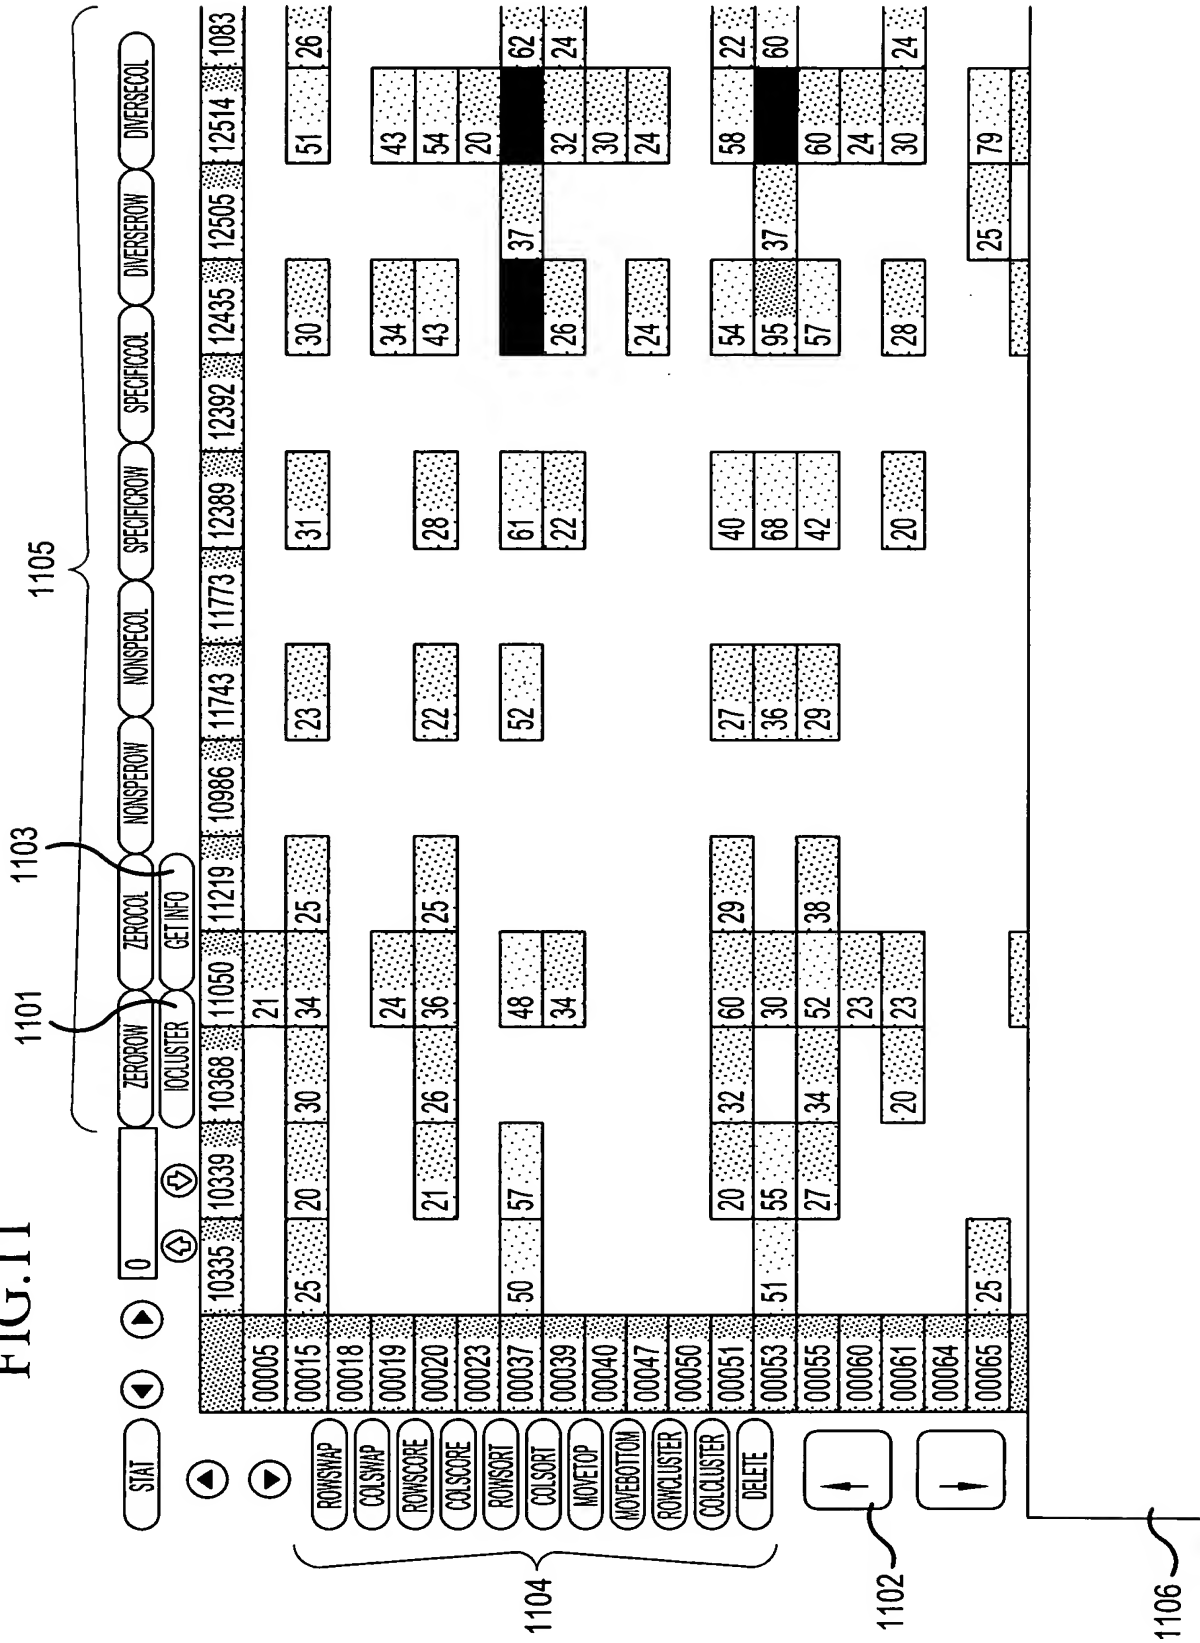 FIG.11
1101
1103
1105
STAT 0 ZEROROW ZEROCOL NONSPEROW NONSPECOL SPECIFICROW SPECIFICCOL DIVERSEROW DIVERSECOL
IOCLUSTER GET INFO
10335 10339 10368 11050 11219 10986 11743 11773 12389 12392 12435 12505 12514 1083
00005 21
00015 25 20 30 34 25 23 31 30 51 26
00018
00019 24 34 43
00020 21 26 36 25 22 28 43 54
00023 20
00037 50 57 48 52 61 37 62
00039 34 22 26 32 24
00040 30
00047 24 24
00050
00051 20 32 60 29 27 40 54 58 22
00053 51 55 30 36 68 95 37 60
00055 27 34 52 38 29 42 57 60
00060 23 24
00061 20 23 20 28 30 24
00064
00065 25 25 79
ROWSWAP
COLSWAP
ROWSCORE
COLSCORE
ROWSORT
COLSORT
MOVETOP
MOVEBOTTOM
ROWCLUSTER
COLCLUSTER
DELETE
1104
1102
1106